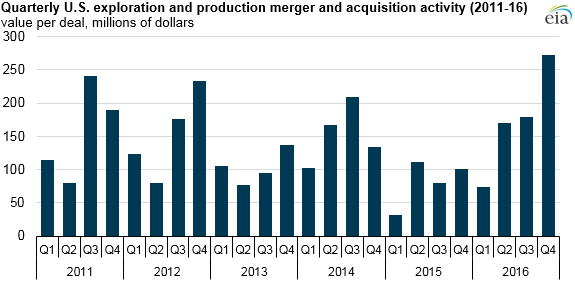 Quarterly U.S. exploration and production merger and acquisition activity (2011-16)
value per deal, millions of dollars
eia
300
250
200
150
100
50
0
Q1 Q2 Q3 Q4 Q1 Q2 Q3 Q4 Q1 Q2 Q3 Q4 Q1 Q2 Q3 Q4 Q1 Q2 Q3 Q4 Q1 Q2 Q3 Q4
2011 2012 2013 2014 2015 2016